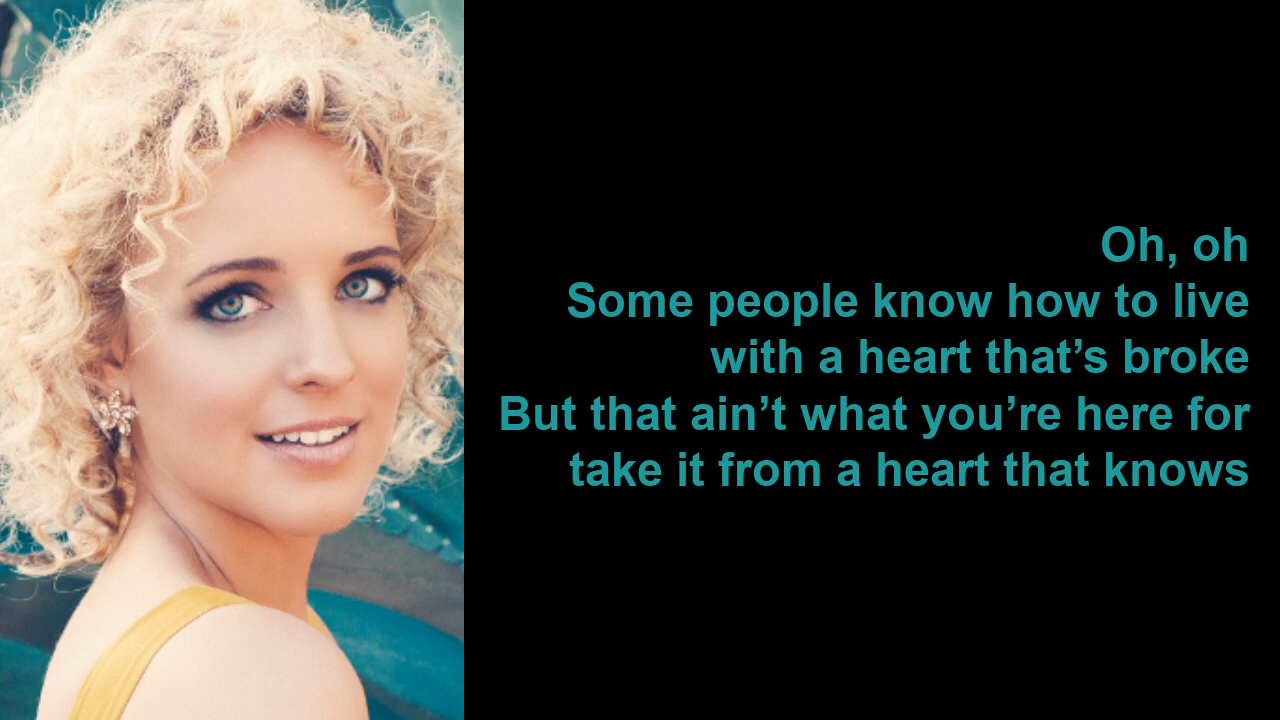 Oh, oh
Some people know how to live
with a heart that’s broke
But that ain’t what you’re here for
take it from a heart that knows